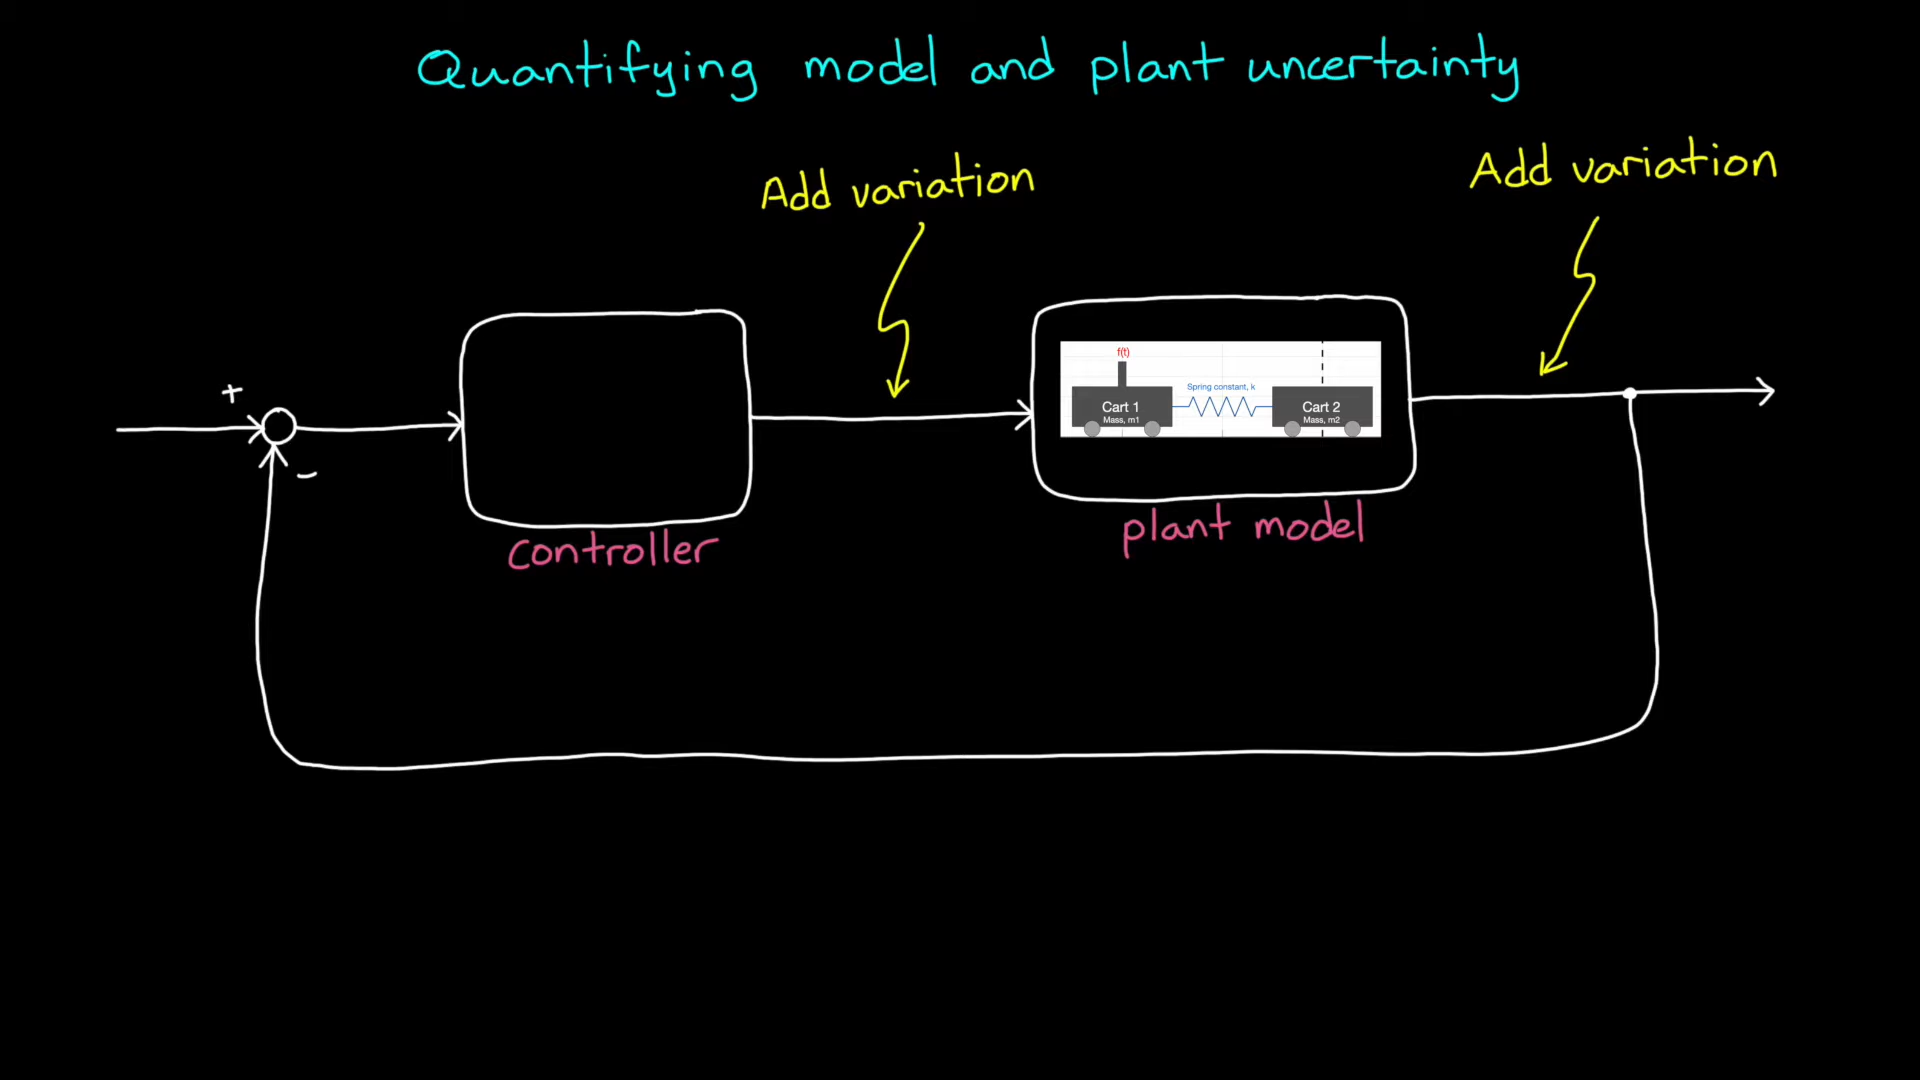 Quantifying model and plant uncertainty
Add variation
Add variation
+
−
f(t)
Spring constant, k
Cart 1
Mass, m1
Cart 2
Mass, m2
controller
plant model